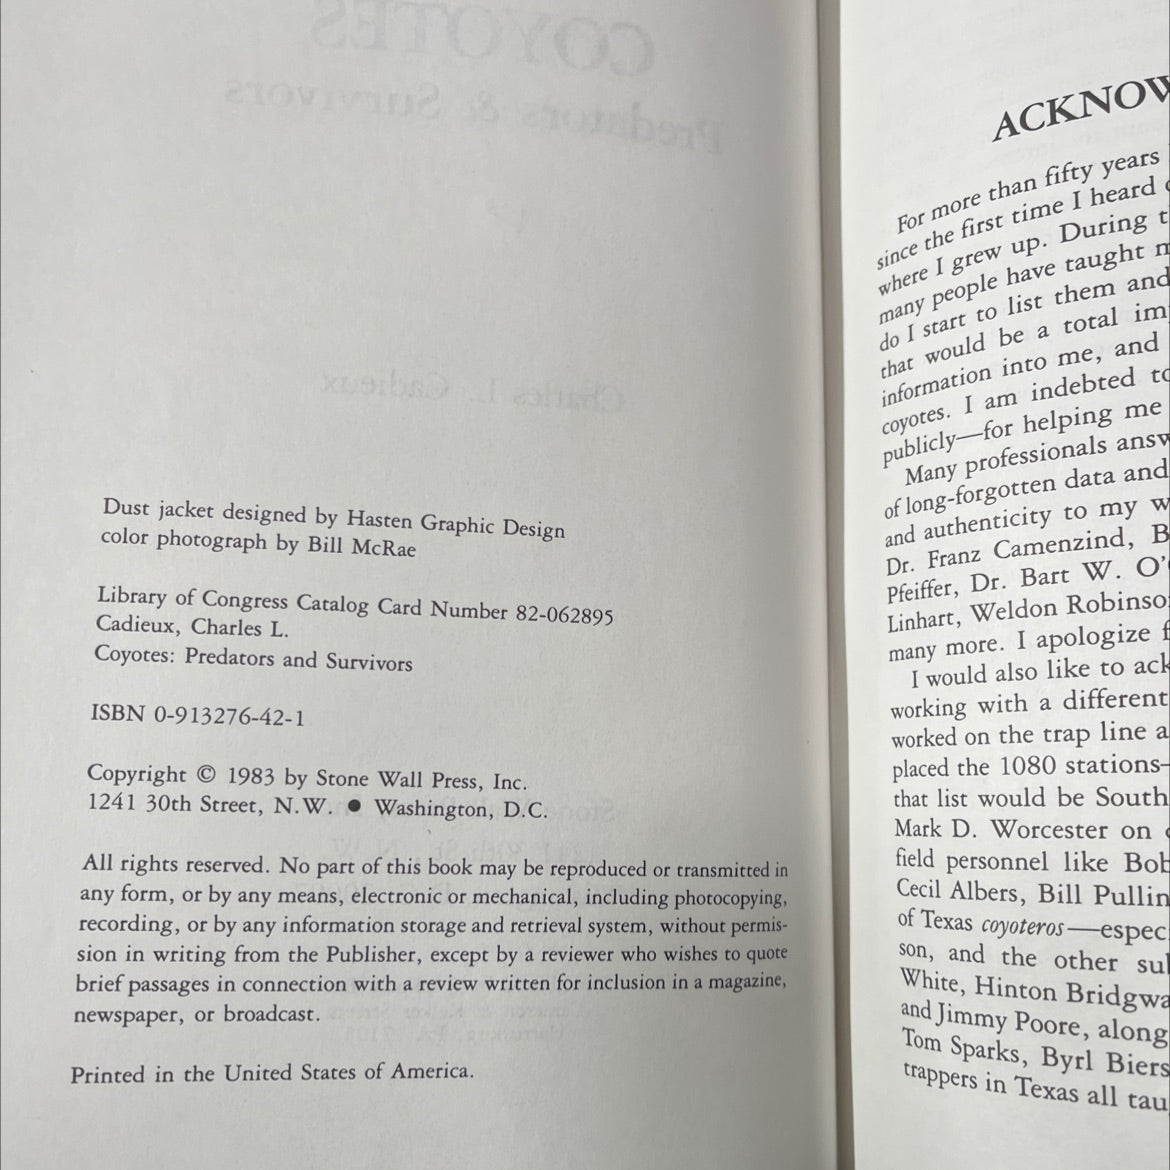 COYOTES
Predators & Survivors
Charles L. Cadieux
Dust jacket designed by Hasten Graphic Design
color photograph by Bill McRae
Library of Congress Catalog Card Number 82-062895
Cadieux, Charles L.
Coyotes: Predators and Survivors
ISBN 0-913276-42-1
Copyright © 1983 by Stone Wall Press, Inc.
1241 30th Street, N.W. ● Washington, D.C.
All rights reserved. No part of this book may be reproduced or transmitted in
any form, or by any means, electronic or mechanical, including photocopying,
recording, or by any information storage and retrieval system, without permis-
sion in writing from the Publisher, except by a reviewer who wishes to quote
brief passages in connection with a review written for inclusion in a magazine,
newspaper, or broadcast.
Printed in the United States of America.
ACKNOW
For more than fifty years
since the first time I heard
where I grew up. During
many people have taught
do I start to list them and
that would be a total im
information into me, and
coyotes. I am indebted to
publicly—for helping me
Many professionals answ
of long-forgotten data and
and authenticity to my w
Dr. Franz Camenzind, B
Pfeiffer, Dr. Bart W. O'
Linhart, Weldon Robinso
many more. I apologize f
I would also like to ack
working with a different
worked on the trap line a
placed the 1080 stations—
that list would be South
Mark D. Worcester on
field personnel like Bob
Cecil Albers, Bill Pullin
of Texas coyoteros—espec
son, and the other sul
White, Hinton Bridgwa
and Jimmy Poore, along
Tom Sparks, Byrl Biers
trappers in Texas all tau